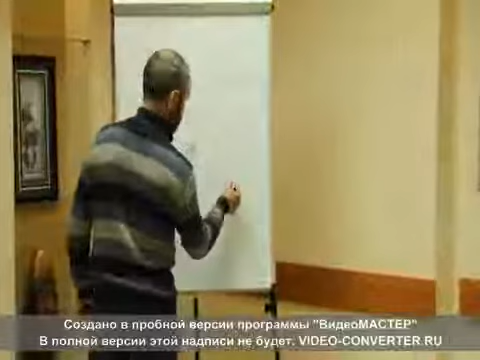 Создано в пробной версии программы "ВидеоМАСТЕР"
В полной версии этой надписи не будет. VIDEO-CONVERTER.RU